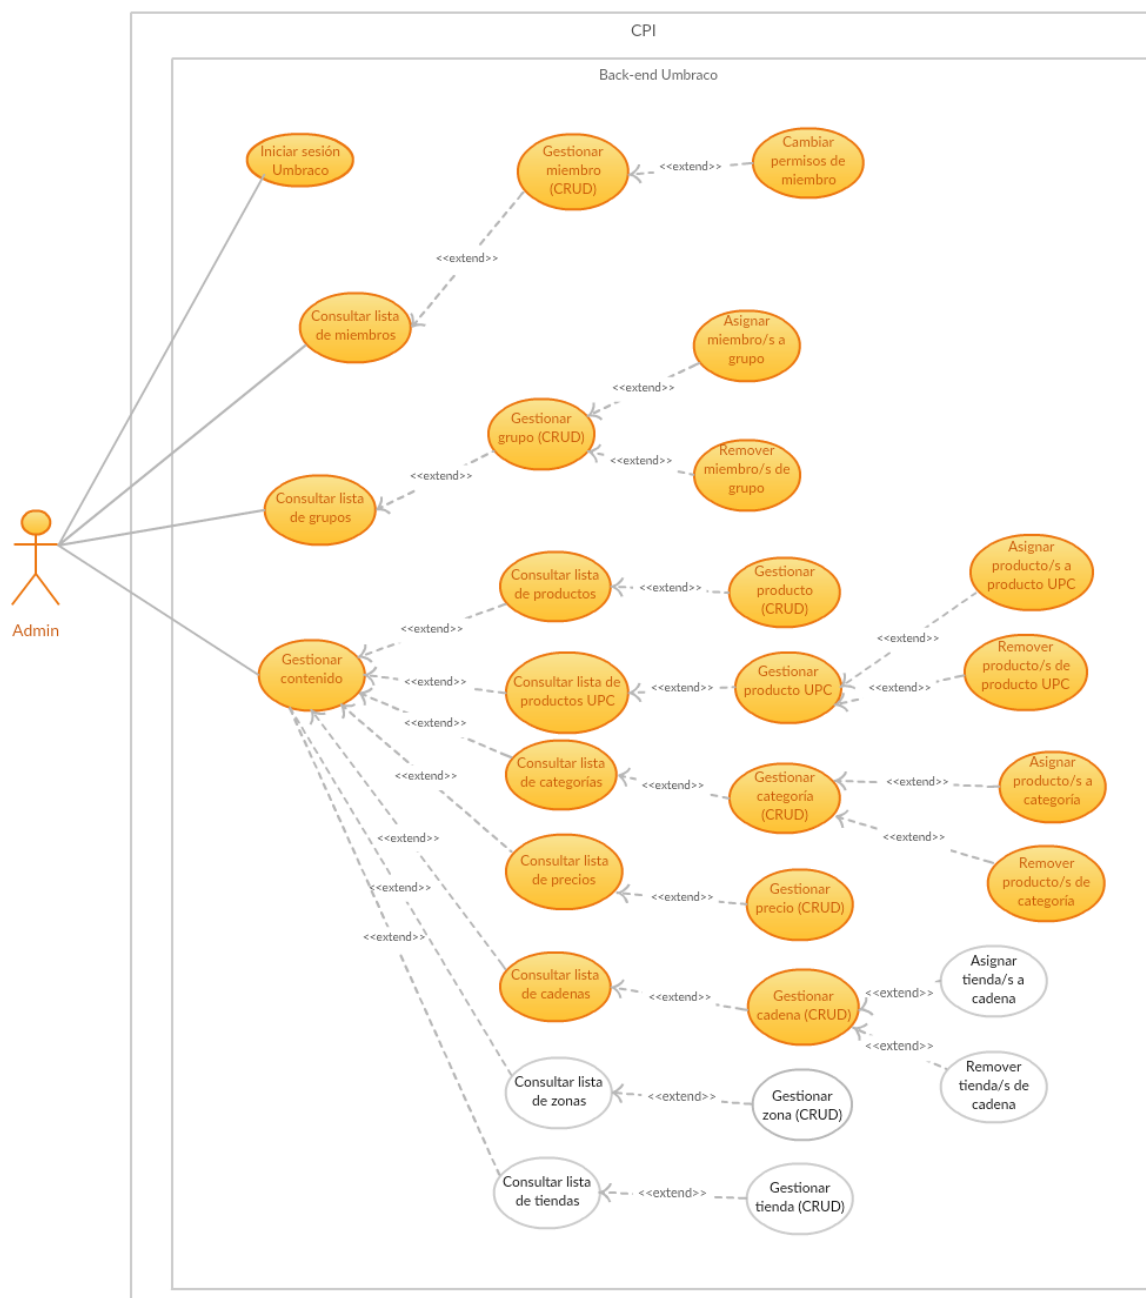 CPI
Back-end Umbraco
Iniciar sesión
Umbraco
Gestionar
miembro
(CRUD)
<<extend>>
Cambiar
permisos de
miembro
<<extend>>
Consultar lista
de miembros
Asignar
miembro/s a
grupo
<<extend>>
Gestionar
grupo (CRUD)
<<extend>>
Remover
miembro/s de
grupo
<<extend>>
Consultar lista
de grupos
Admin
Consultar lista
de productos
<<extend>>
Gestionar
producto
(CRUD)
Asignar
producto/s a
producto UPC
<<extend>>
<<extend>>
Gestionar
contenido
<<extend>>
Consultar lista de
productos UPC
<<extend>>
Gestionar
producto UPC
<<extend>>
Remover
producto/s de
producto UPC
<<extend>>
Consultar lista
de categorías
<<extend>>
Gestionar
categoría
(CRUD)
<<extend>>
Asignar
producto/s a
categoría
<<extend>>
<<extend>>
Remover
producto/s de
categoría
<<extend>>
Consultar lista
de precios
<<extend>>
Gestionar
precio (CRUD)
<<extend>>
<<extend>>
Consultar lista
de cadenas
<<extend>>
Gestionar
cadena (CRUD)
<<extend>>
Asignar
tienda/s a
cadena
<<extend>>
Remover
tienda/s de
cadena
Consultar lista
de zonas
<<extend>>
Gestionar
zona (CRUD)
Consultar lista
de tiendas
<<extend>>
Gestionar
tienda (CRUD)